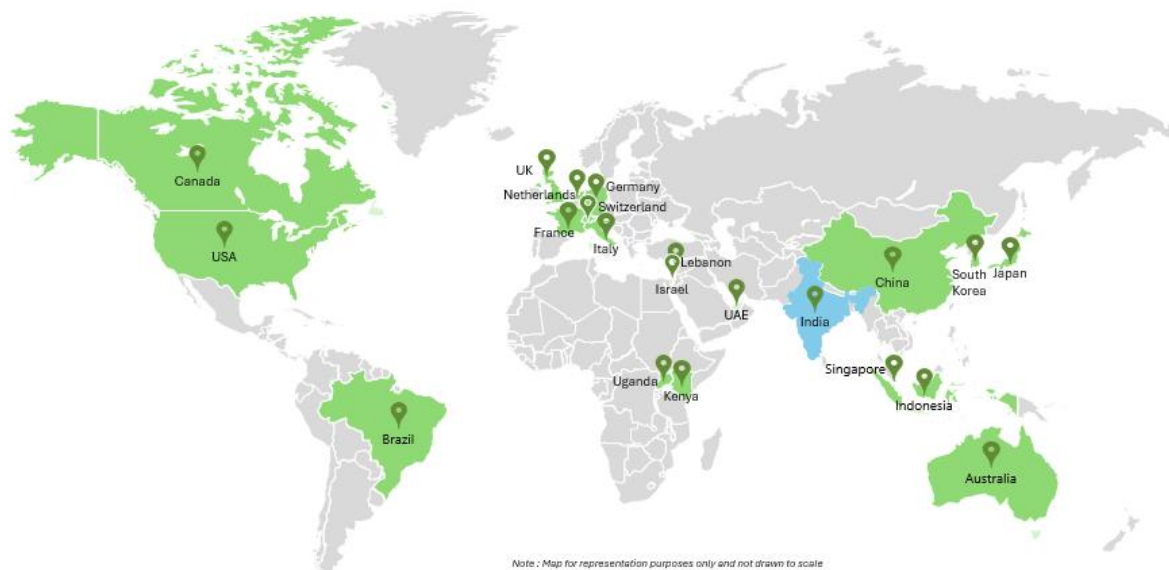 Canada
USA
Brazil
UK
Netherlands
Germany
Switzerland
France
Italy
Lebanon
Israel
UAE
Uganda
Kenya
India
China
South
Korea
Japan
Singapore
Indonesia
Australia
Note : Map for representation purposes only and not drawn to scale